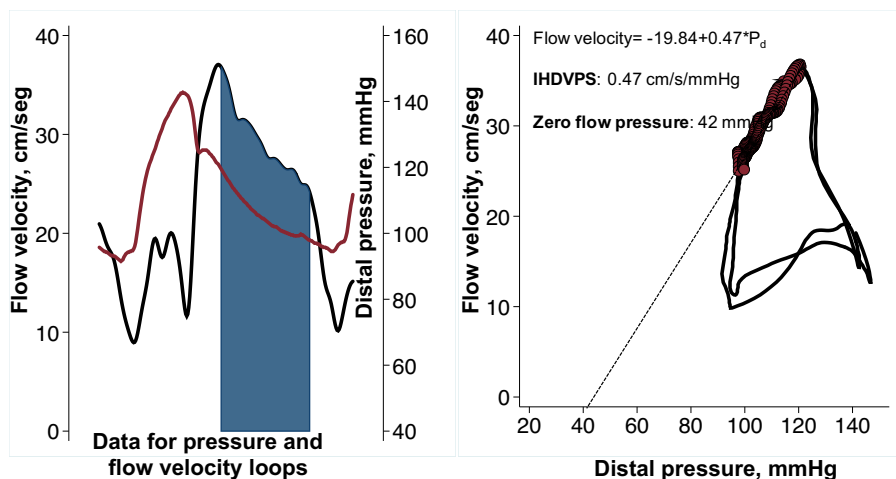 40
30
20
10
0
Flow velocity, cm/seg
160
140
120
100
80
60
40
Distal pressure, mmHg
Data for pressure and
flow velocity loops
Flow velocity= -19.84+0.47*Pd
IHDVPS: 0.47 cm/s/mmHg
Zero flow pressure: 42 mmHg
40
30
20
10
0
Flow velocity, cm/seg
20 40 60 80 100 120 140
Distal pressure, mmHg